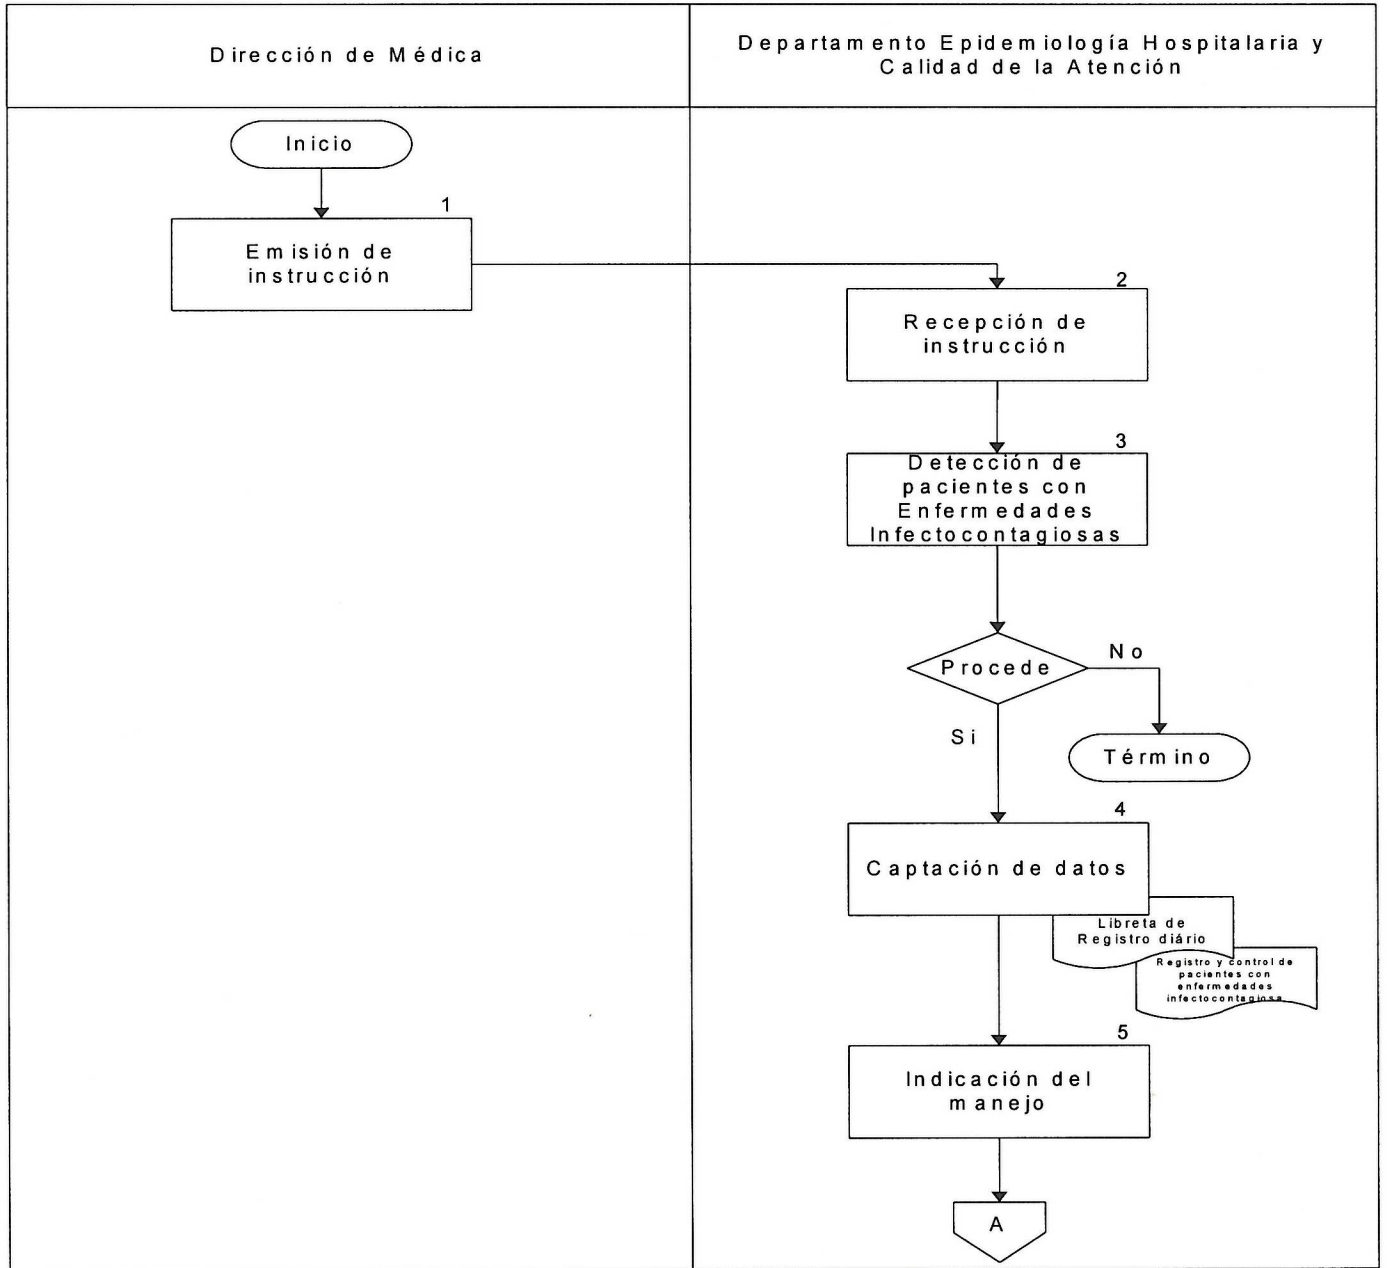 Dirección de Médica
Departamento Epidemiología Hospitalaria y
Calidad de la Atención
Inicio
1
Emisión de
instrucción
2
Recepción de
instrucción
3
Detección de
pacientes con
Enfermedades
Infectocontagiosas
Procede
No
Si
Término
4
Captación de datos
Libreta de
Registro diário
Registro y control de
pacientes con
enfermedades
infectocontagiosa
5
Indicación del
manejo
A